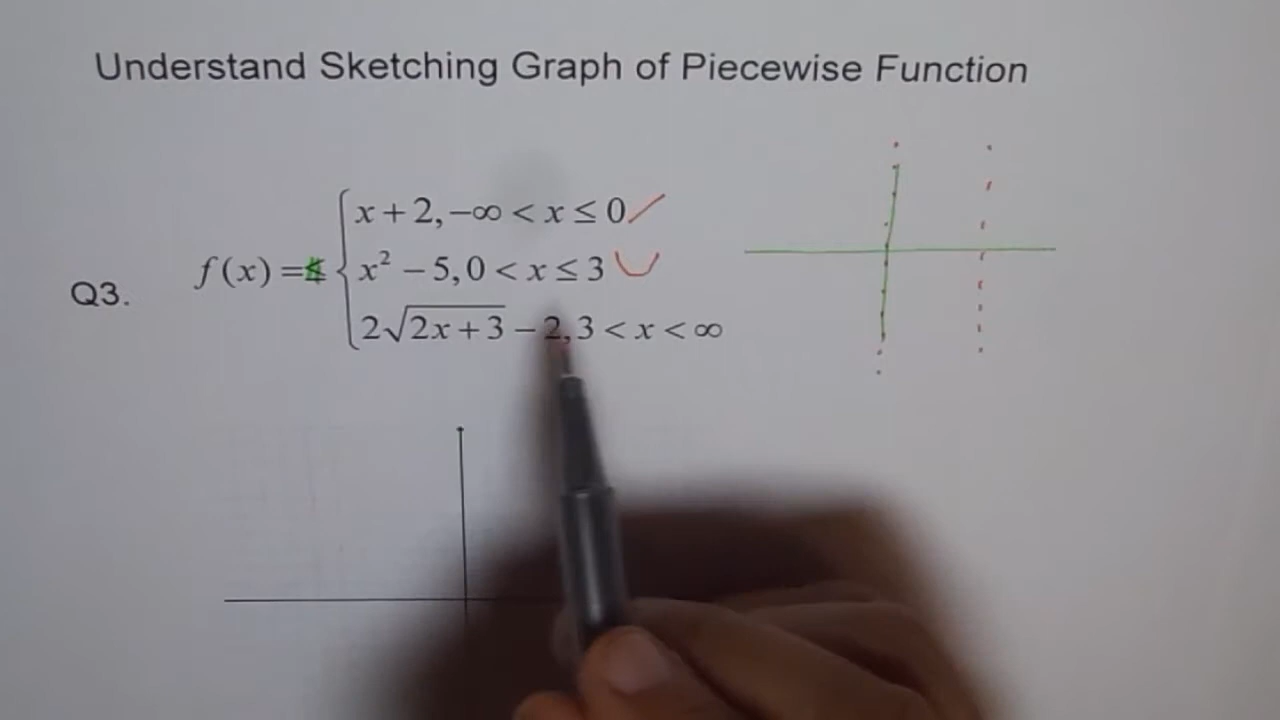 Understand Sketching Graph of Piecewise Function
x + 2, -∞ < x ≤ 0
Q3. f(x) = { x² - 5, 0 < x ≤ 3
2√(2x + 3) - 2, 3 < x < ∞